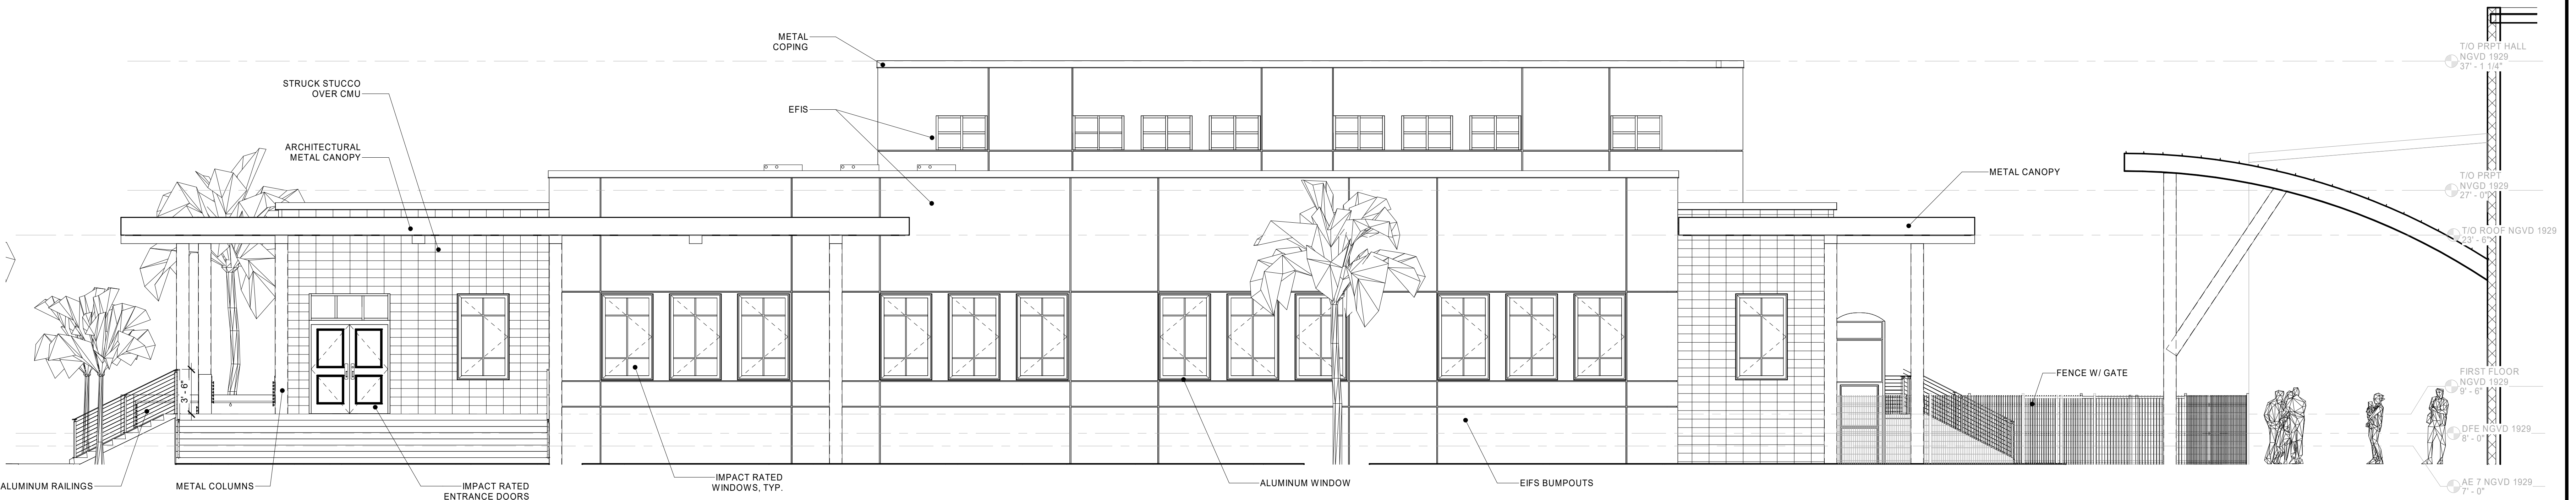 METAL
COPING
STRUCK STUCCO
OVER CMU
EFIS
ARCHITECTURAL
METAL CANOPY
METAL CANOPY
T/O PRPT HALL
NGVD 1929
37' - 1 1/4"
T/O PRPT
NVGD 1929
27' - 0"
T/O ROOF NGVD 1929
23' - 6"
3' - 6"
FENCE W/ GATE
FIRST FLOOR
NGVD 1929
9' - 6"
DFE NGVD 1929
8' - 0"
ALUMINUM RAILINGS
METAL COLUMNS
IMPACT RATED
ENTRANCE DOORS
IMPACT RATED
WINDOWS, TYP.
ALUMINUM WINDOW
EIFS BUMPOUTS
AE 7 NGVD 1929
7' - 0"